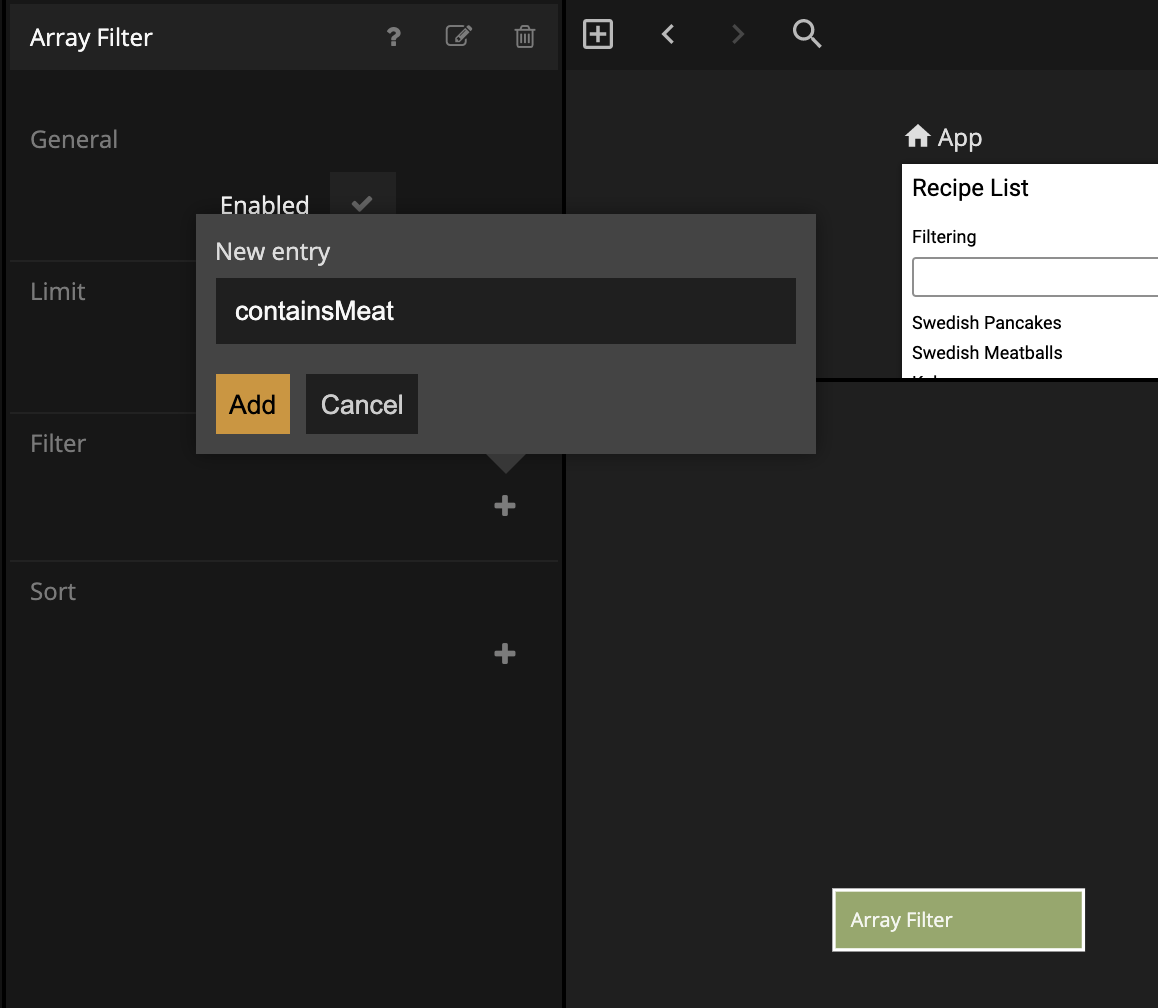 Array Filter
?
General
Enabled
New entry
containsMeat
Add
Cancel
Limit
Filter
Sort
App
Recipe List
Filtering
Swedish Pancakes
Swedish Meatballs
Array Filter